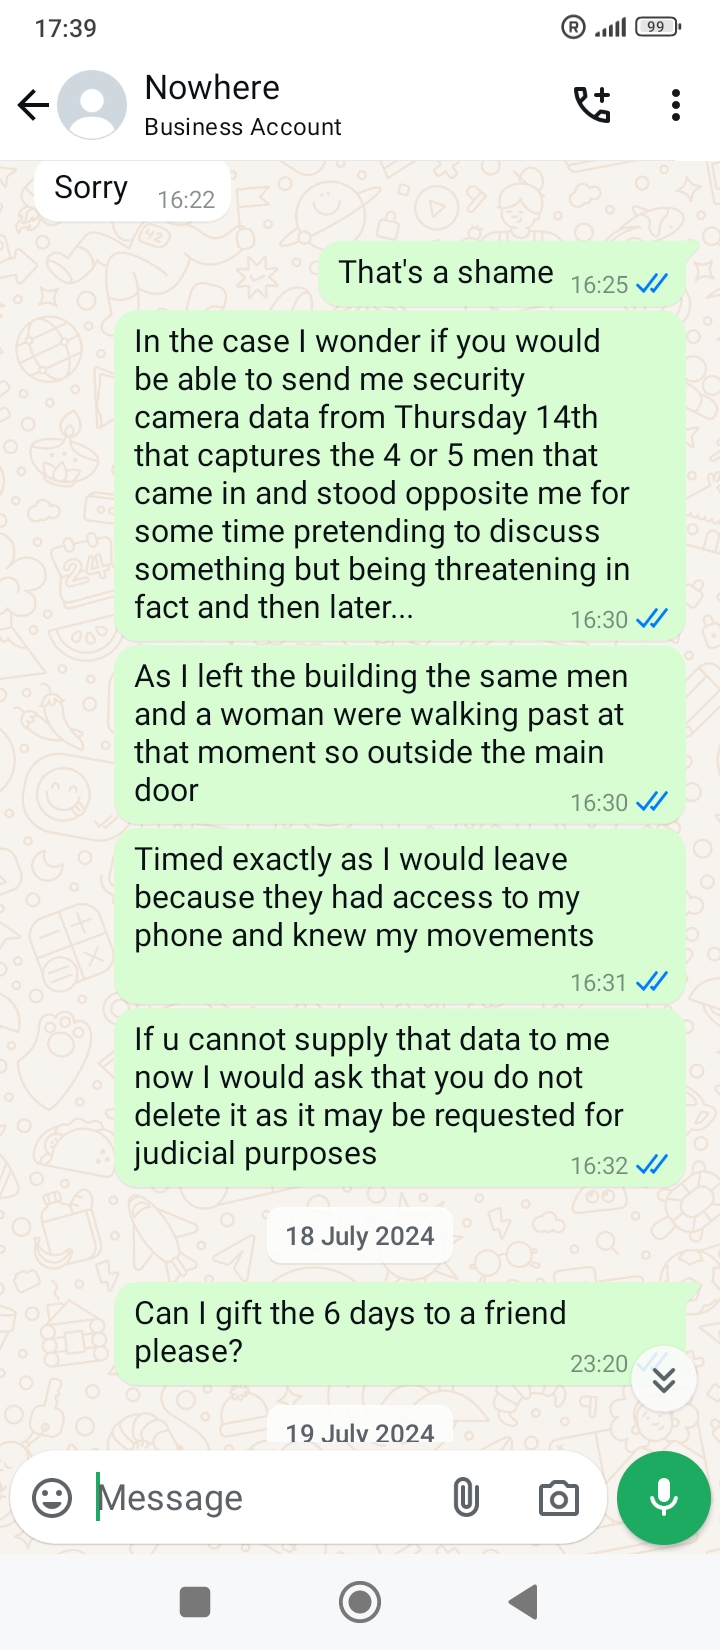 17:39
R 99
Nowhere
Business Account
Sorry 16:22
That's a shame 16:25
In the case I wonder if you would
be able to send me security
camera data from Thursday 14th
that captures the 4 or 5 men that
came in and stood opposite me for
some time pretending to discuss
something but being threatening in
fact and then later... 16:30
As I left the building the same men
and a woman were walking past at
that moment so outside the main
door 16:30
Timed exactly as I would leave
because they had access to my
phone and knew my movements
16:31
If u cannot supply that data to me
now I would ask that you do not
delete it as it may be requested for
judicial purposes 16:32
18 July 2024
Can I gift the 6 days to a friend
please? 23:20
19 July 2024
Message